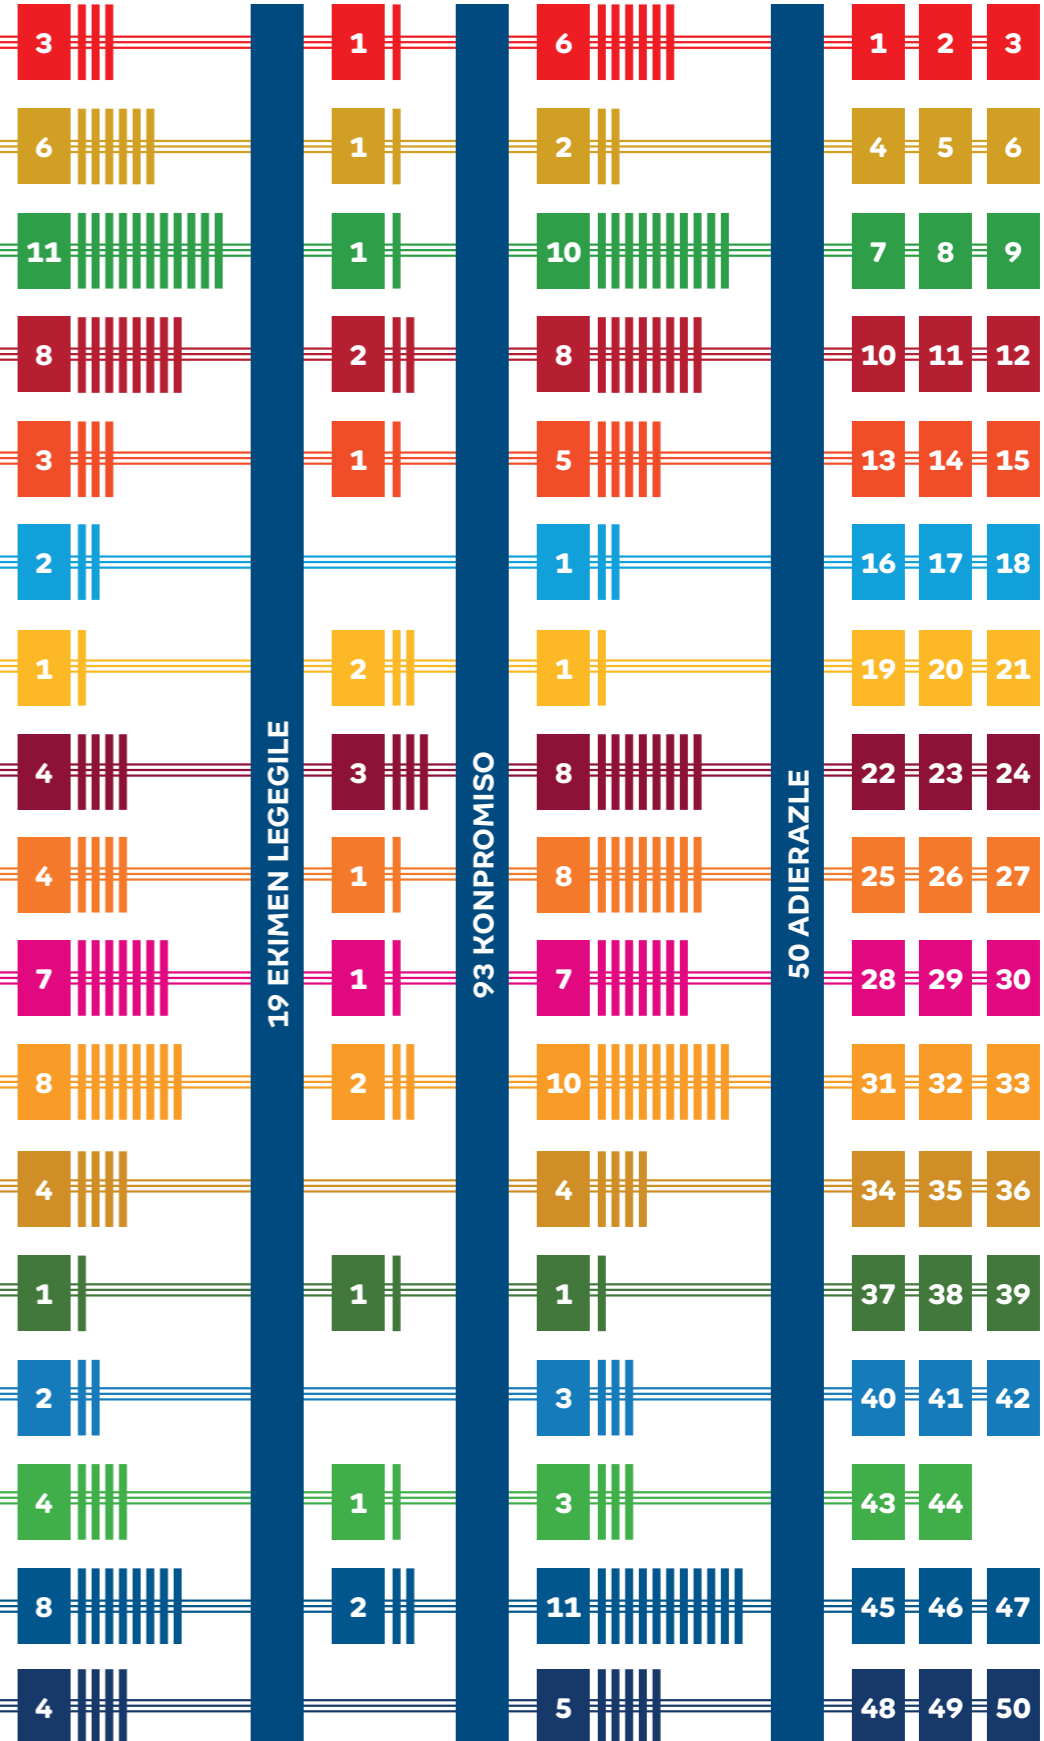 3 1 6 1 2 3
6 1 2 4 5 6
11 1 10 7 8 9
8 2 8 10 11 12
3 1 5 13 14 15
2 1 16 17 18
1 2 1 19 20 21
4 3 8 22 23 24
4 1 8 25 26 27
7 1 7 28 29 30
8 2 10 31 32 33
4 4 34 35 36
1 1 1 37 38 39
2 3 40 41 42
4 1 3 43 44
8 2 11 45 46 47
4 5 48 49 50
19 EKIMEN LEGEGILE
93 KONPROMISO
50 ADIERAZLE